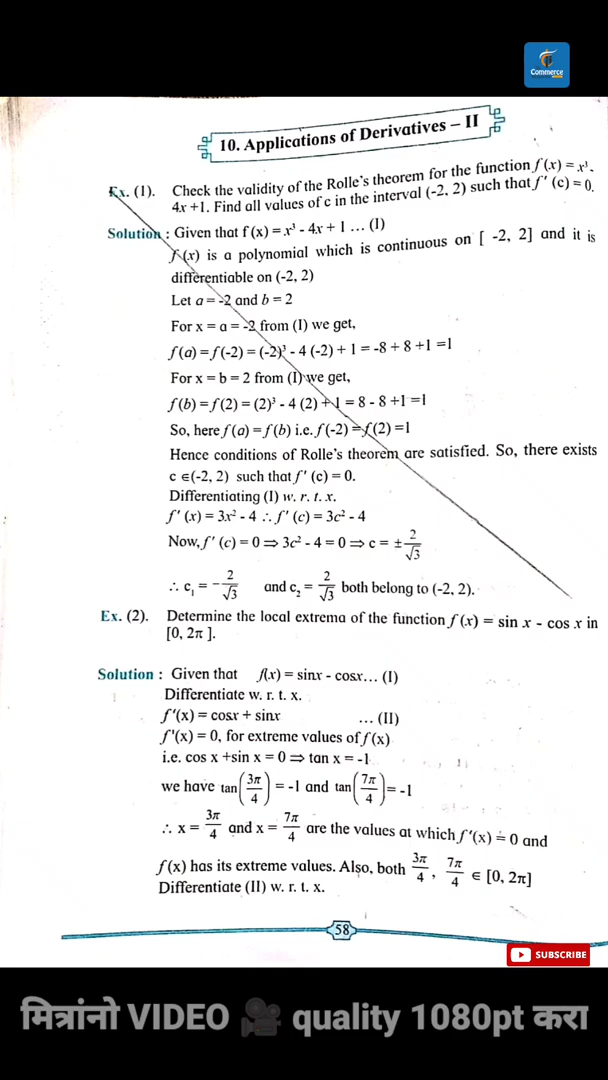 Commerce
10. Applications of Derivatives – II
Ex. (1). Check the validity of the Rolle's theorem for the function f (x) = x³-
4x +1. Find all values of c in the interval (-2, 2) such that f' (c) = 0.
Solution : Given that f (x) = x³ - 4x + 1 ... (I)
f (x) is a polynomial which is continuous on [ -2, 2] and it is
differentiable on (-2, 2)
Let a = -2 and b = 2
For x = a = -2 from (I) we get,
f (a) = f (-2) = (-2)³ - 4 (-2) + 1 = -8 + 8 +1 =1
For x = b = 2 from (I) we get,
f (b) = f (2) = (2)³ - 4 (2) + 1 = 8 - 8 +1 =1
So, here f (a) = f (b) i.e. f (-2) = f (2) =1
Hence conditions of Rolle's theorem are satisfied. So, there exists
c ∈(-2, 2) such that f' (c) = 0.
Differentiating (I) w. r. t. x.
f' (x) = 3x² - 4 ∴ f' (c) = 3c² - 4
Now, f' (c) = 0 ⇒ 3c² - 4 = 0 ⇒ c = ± 2/√3
∴ c₁ = - 2/√3 and c₂ = 2/√3 both belong to (-2, 2).
Ex. (2). Determine the local extrema of the function f (x) = sin x - cos x in
[0, 2π ].
Solution : Given that f(x) = sinx - cosx... (I)
Differentiate w. r. t. x.
f'(x) = cosx + sinx ... (II)
f'(x) = 0, for extreme values of f (x)
i.e. cos x +sin x = 0 ⇒ tan x = -1
we have tan(3π/4) = -1 and tan(7π/4) = -1
∴ x = 3π/4 and x = 7π/4 are the values at which f'(x) = 0 and
f (x) has its extreme values. Also, both 3π/4 , 7π/4 ∈ [0, 2π]
Differentiate (II) w. r. t. x.
58
SUBSCRIBE
मित्रांनो VIDEO 🎥 quality 1080pt करा